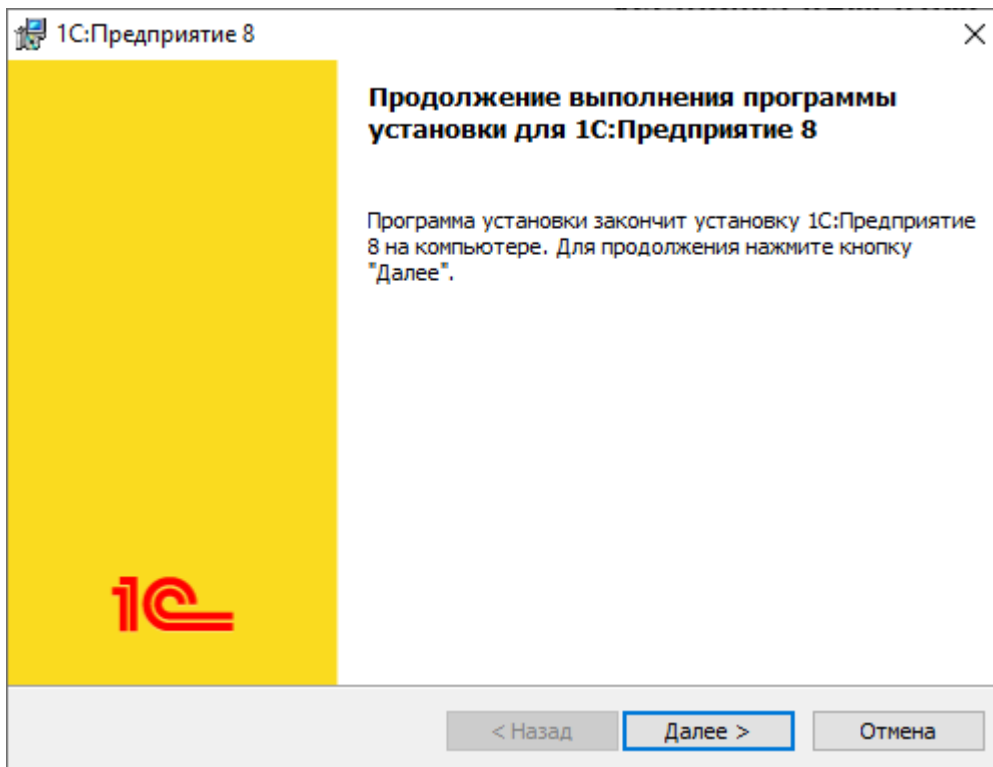 1С:Предприятие 8
Продолжение выполнения программы
установки для 1С:Предприятие 8
Программа установки закончит установку 1С:Предприятие
8 на компьютере. Для продолжения нажмите кнопку
"Далее".
1С
< Назад
Далее >
Отмена